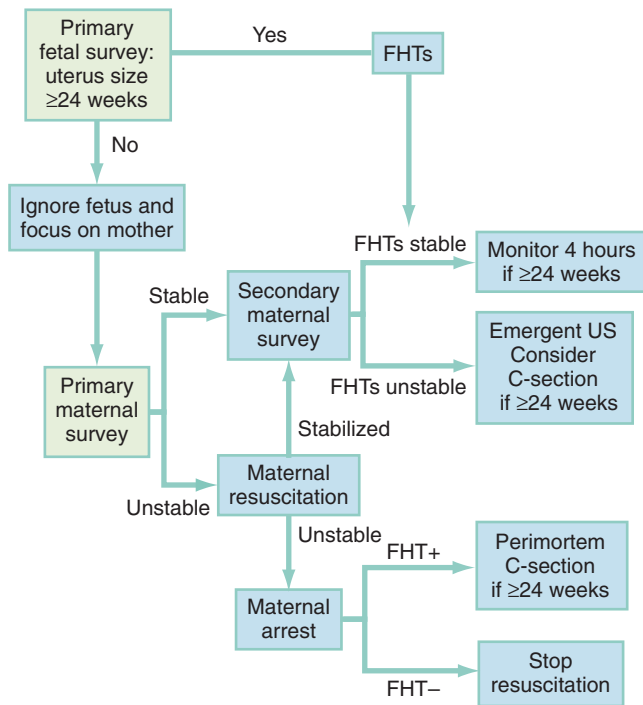 Primary
fetal survey:
uterus size
≥24 weeks
Yes
FHTs
No
Ignore fetus and
focus on mother
FHTs stable
Monitor 4 hours
if ≥24 weeks
Stable
Secondary
maternal
survey
Emergent US
Consider
C-section
if ≥24 weeks
FHTs unstable
Primary
maternal
survey
Stabilized
Unstable
Maternal
resuscitation
Unstable
FHT+
Perimortem
C-section
if ≥24 weeks
Maternal
arrest
FHT–
Stop
resuscitation